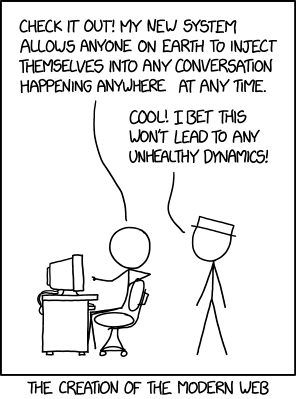 CHECK IT OUT! MY NEW SYSTEM
ALLOWS ANYONE ON EARTH TO INJECT
THEMSELVES INTO ANY CONVERSATION
HAPPENING ANYWHERE AT ANY TIME.
COOL! I BET THIS
WON'T LEAD TO ANY
UNHEALTHY DYNAMICS!
THE CREATION OF THE MODERN WEB